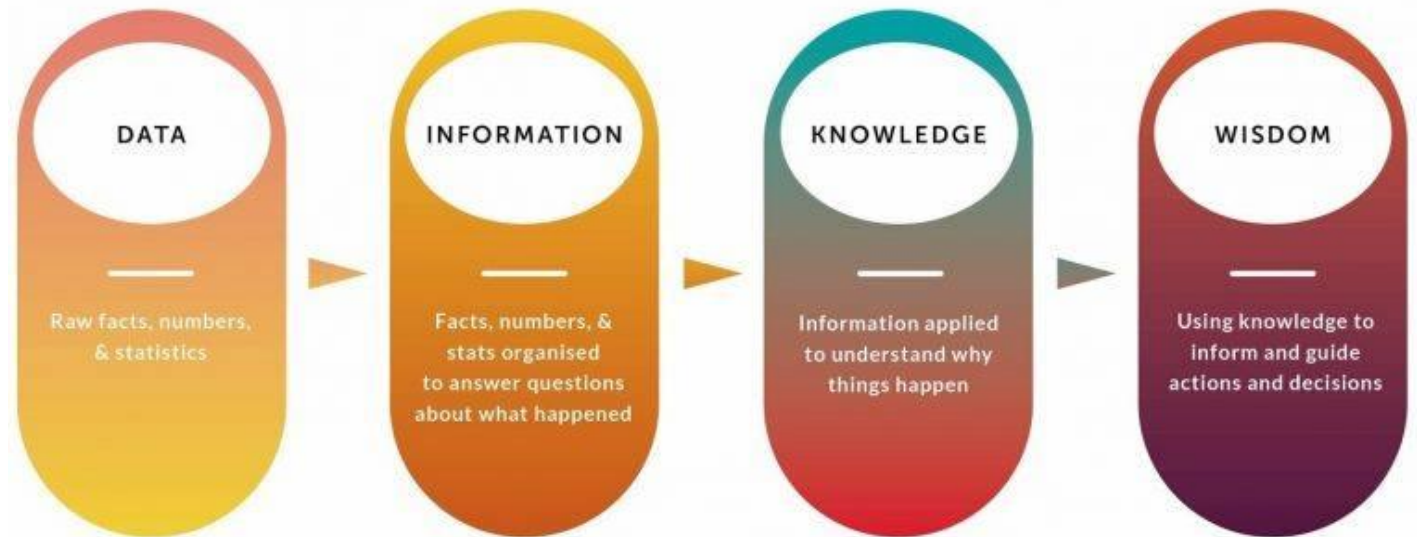 DATA
Raw facts, numbers,
& statistics
INFORMATION
Facts, numbers, &
stats organised
to answer questions
about what happened
KNOWLEDGE
Information applied
to understand why
things happen
WISDOM
Using knowledge to
inform and guide
actions and decisions